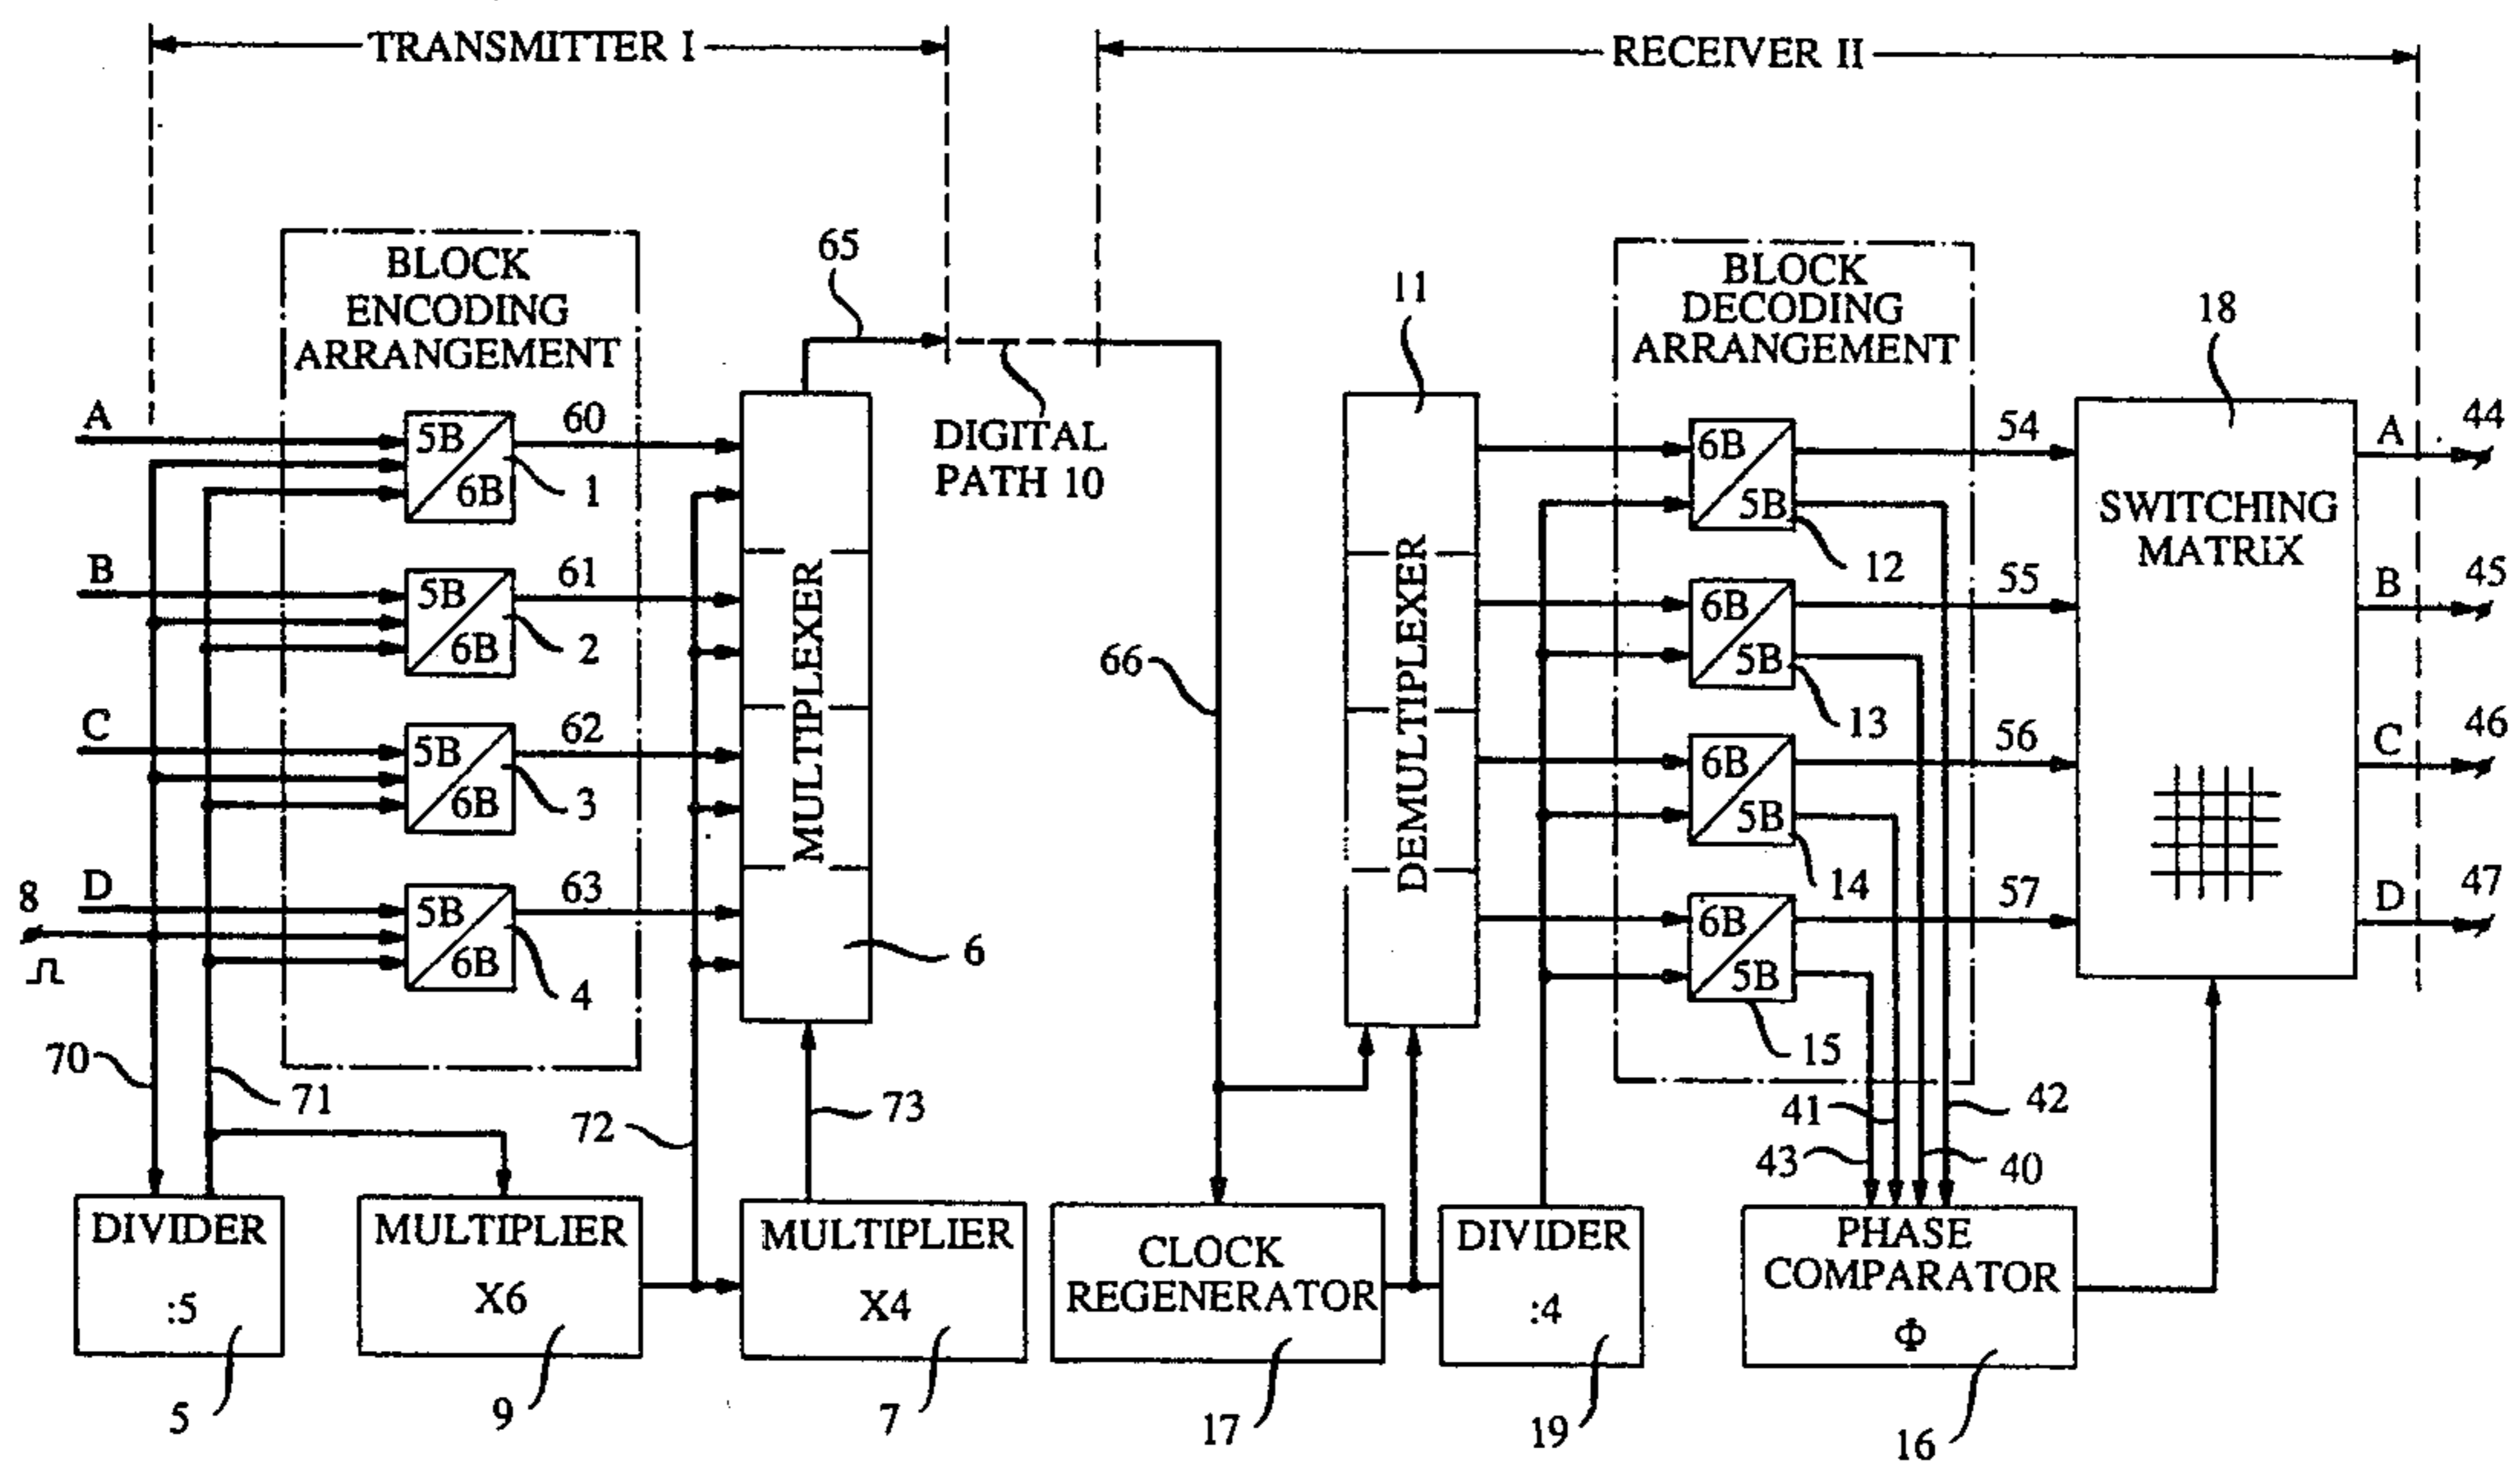 TRANSMITTER I
RECEIVER II
BLOCK
ENCODING
ARRANGEMENT
65
11
BLOCK
DECODING
ARRANGEMENT
18
DIGITAL
PATH 10
A
5B
6B
1
60
B
5B
6B
2
61
C
5B
6B
3
62
8
D
5B
6B
4
63
MULTIPLEXER
6
66
DEMULTIPLEXER
6B
5B
12
54
6B
5B
13
55
6B
5B
14
56
6B
5B
15
57
SWITCHING
MATRIX
A
44
B
45
C
46
D
47
70
71
72
73
41
42
43
40
DIVIDER
:5
5
MULTIPLIER
X6
9
MULTIPLIER
X4
7
CLOCK
REGENERATOR
17
DIVIDER
:4
19
PHASE
COMPARATOR
Φ
16